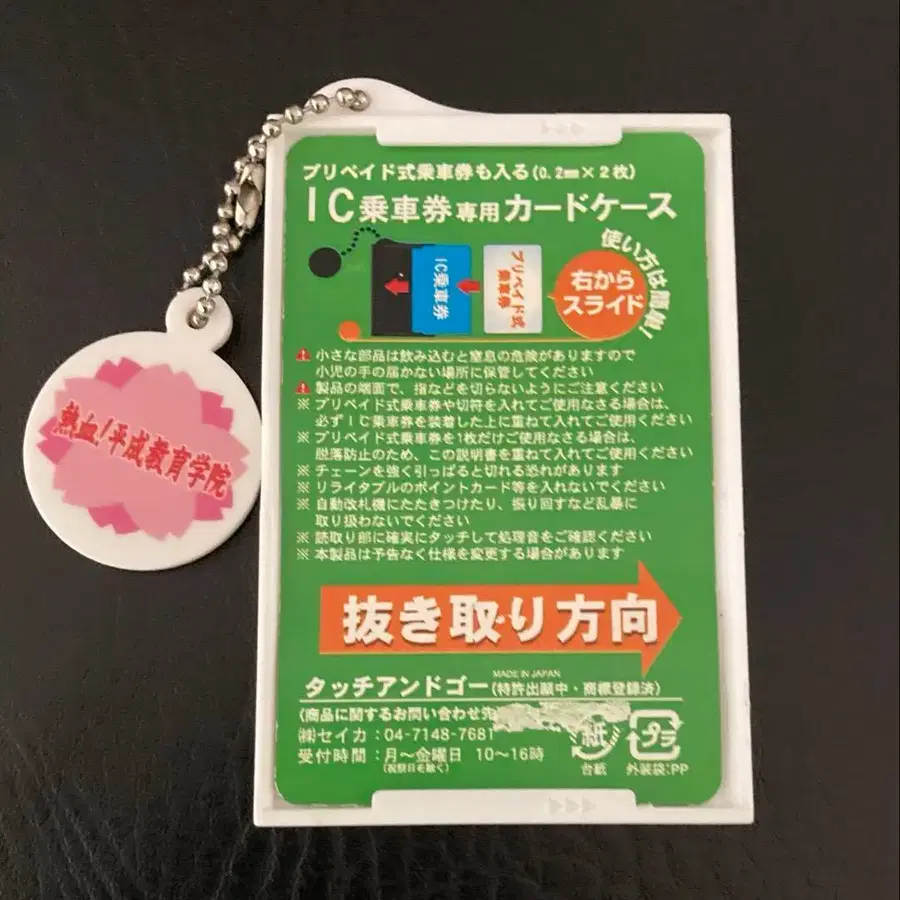 プリペイド式乗車券も入る(0.2㎜×2枚)
IC乗車券専用カードケース
使い方は簡単!
右から
スライド
IC乗車券
プリペイド式
乗車券
小さな部品は飲み込むと窒息の危険がありますので
小児の手の届かない場所に保管してください
製品の端面で、指などを切らないようにご注意ください
※ プリペイド式乗車券や切符を入れてご使用なさる場合は、
必ずIC乗車券を装着した上に重ねて入れてご使用ください
※ プリペイド式乗車券を1枚だけご使用なさる場合は、
脱落防止のため、この説明書を重ねて入れてご使用ください
※ チェーンを強く引っぱると切れる恐れがあります
※ リライタブルのポイントカード等を入れないでください
※ 自動改札機にたたきつけたり、振り回すなど乱暴に
取り扱わないでください
※ 読取り部に確実にタッチして処理音をご確認ください
※ 本製品は予告なく仕様を変更する場合があります
熱血!平成教育学院
抜き取り方向
MADE IN JAPAN
タッチアンドゴー(特許出願中・商標登録済)
(商品に関するお問い合わせ先
㈱セイカ:04-7148-7681
受付時間:月〜金曜日 10〜16時
(祝祭日を除く)
紙
プラ
台紙 外装袋:PP